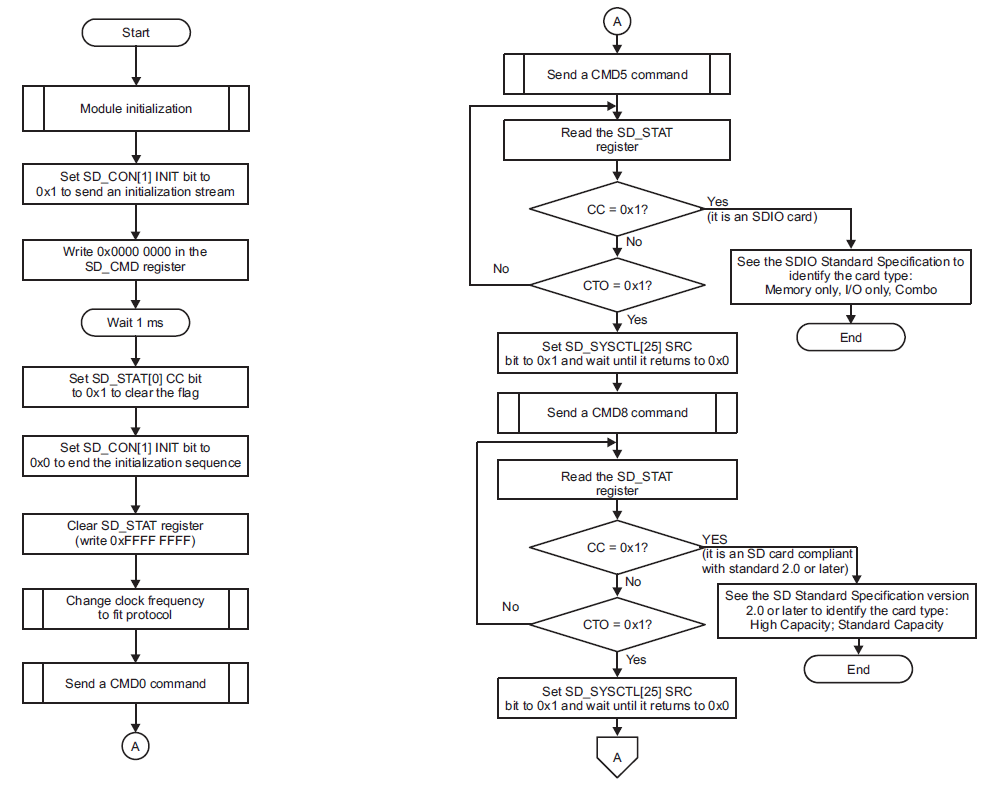 Start
Module initialization
Set SD_CON[1] INIT bit to
0x1 to send an initialization stream
Write 0x0000 0000 in the
SD_CMD register
Wait 1 ms
Set SD_STAT[0] CC bit
to 0x1 to clear the flag
Set SD_CON[1] INIT bit to
0x0 to end the initialization sequence
Clear SD_STAT register
(write 0xFFFF FFFF)
Change clock frequency
to fit protocol
Send a CMD0 command
A
A
Send a CMD5 command
Read the SD_STAT
register
CC = 0x1?
Yes
(it is an SDIO card)
No
See the SDIO Standard Specification to
identify the card type:
Memory only, I/O only, Combo
End
No
CTO = 0x1?
Yes
Set SD_SYSCTL[25] SRC
bit to 0x1 and wait until it returns to 0x0
Send a CMD8 command
Read the SD_STAT
register
CC = 0x1?
YES
(it is an SD card compliant
with standard 2.0 or later)
No
See the SD Standard Specification version
2.0 or later to identify the card type:
High Capacity; Standard Capacity
End
No
CTO = 0x1?
Yes
Set SD_SYSCTL[25] SRC
bit to 0x1 and wait until it returns to 0x0
A